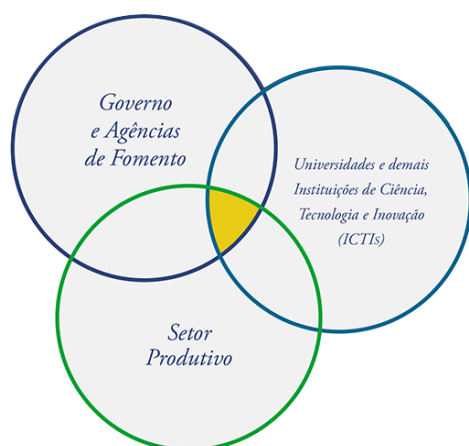 Governo
e Agências
de Fomento
Universidades e demais
Instituições de Ciência,
Tecnologia e Inovação
(ICTIs)
Setor
Produtivo